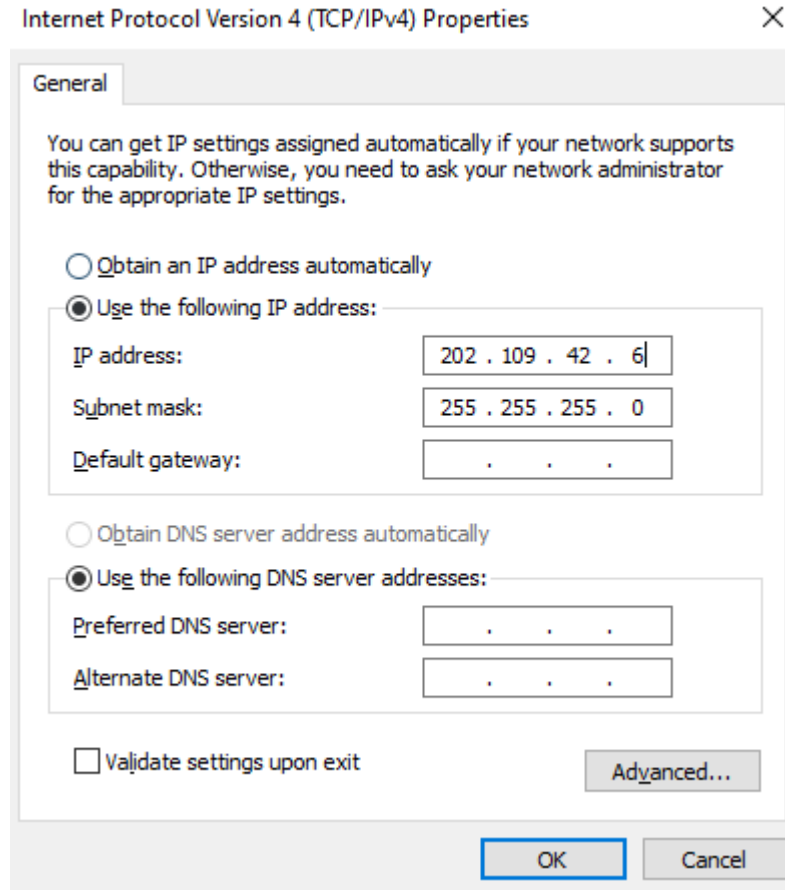 Internet Protocol Version 4 (TCP/IPv4) Properties
General
You can get IP settings assigned automatically if your network supports
this capability. Otherwise, you need to ask your network administrator
for the appropriate IP settings.
Obtain an IP address automatically
Use the following IP address:
IP address: 202 . 109 . 42 . 6
Subnet mask: 255 . 255 . 255 . 0
Default gateway: . . .
Obtain DNS server address automatically
Use the following DNS server addresses:
Preferred DNS server: . . .
Alternate DNS server: . . .
Validate settings upon exit
Advanced...
OK Cancel